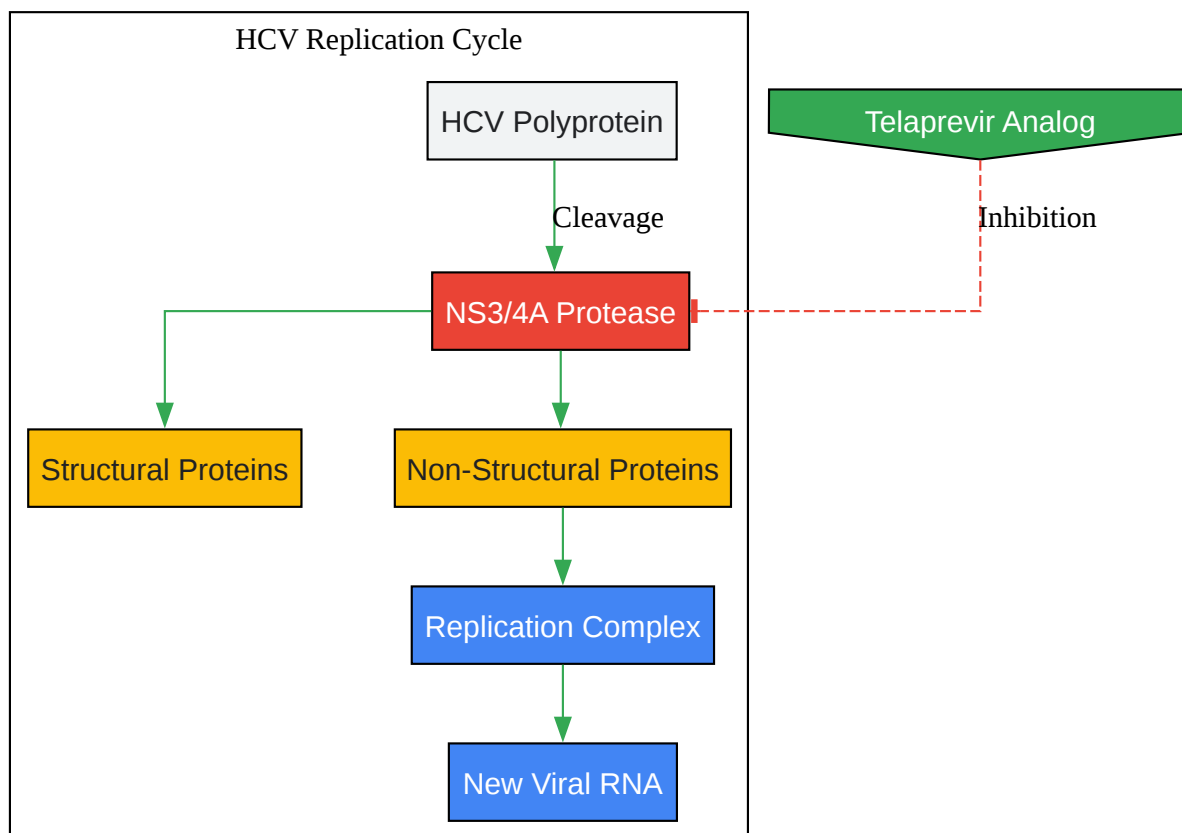 HCV Replication Cycle
HCV Polyprotein
Telaprevir Analog
Cleavage
Inhibition
NS3/4A Protease
Structural Proteins
Non-Structural Proteins
Replication Complex
New Viral RNA